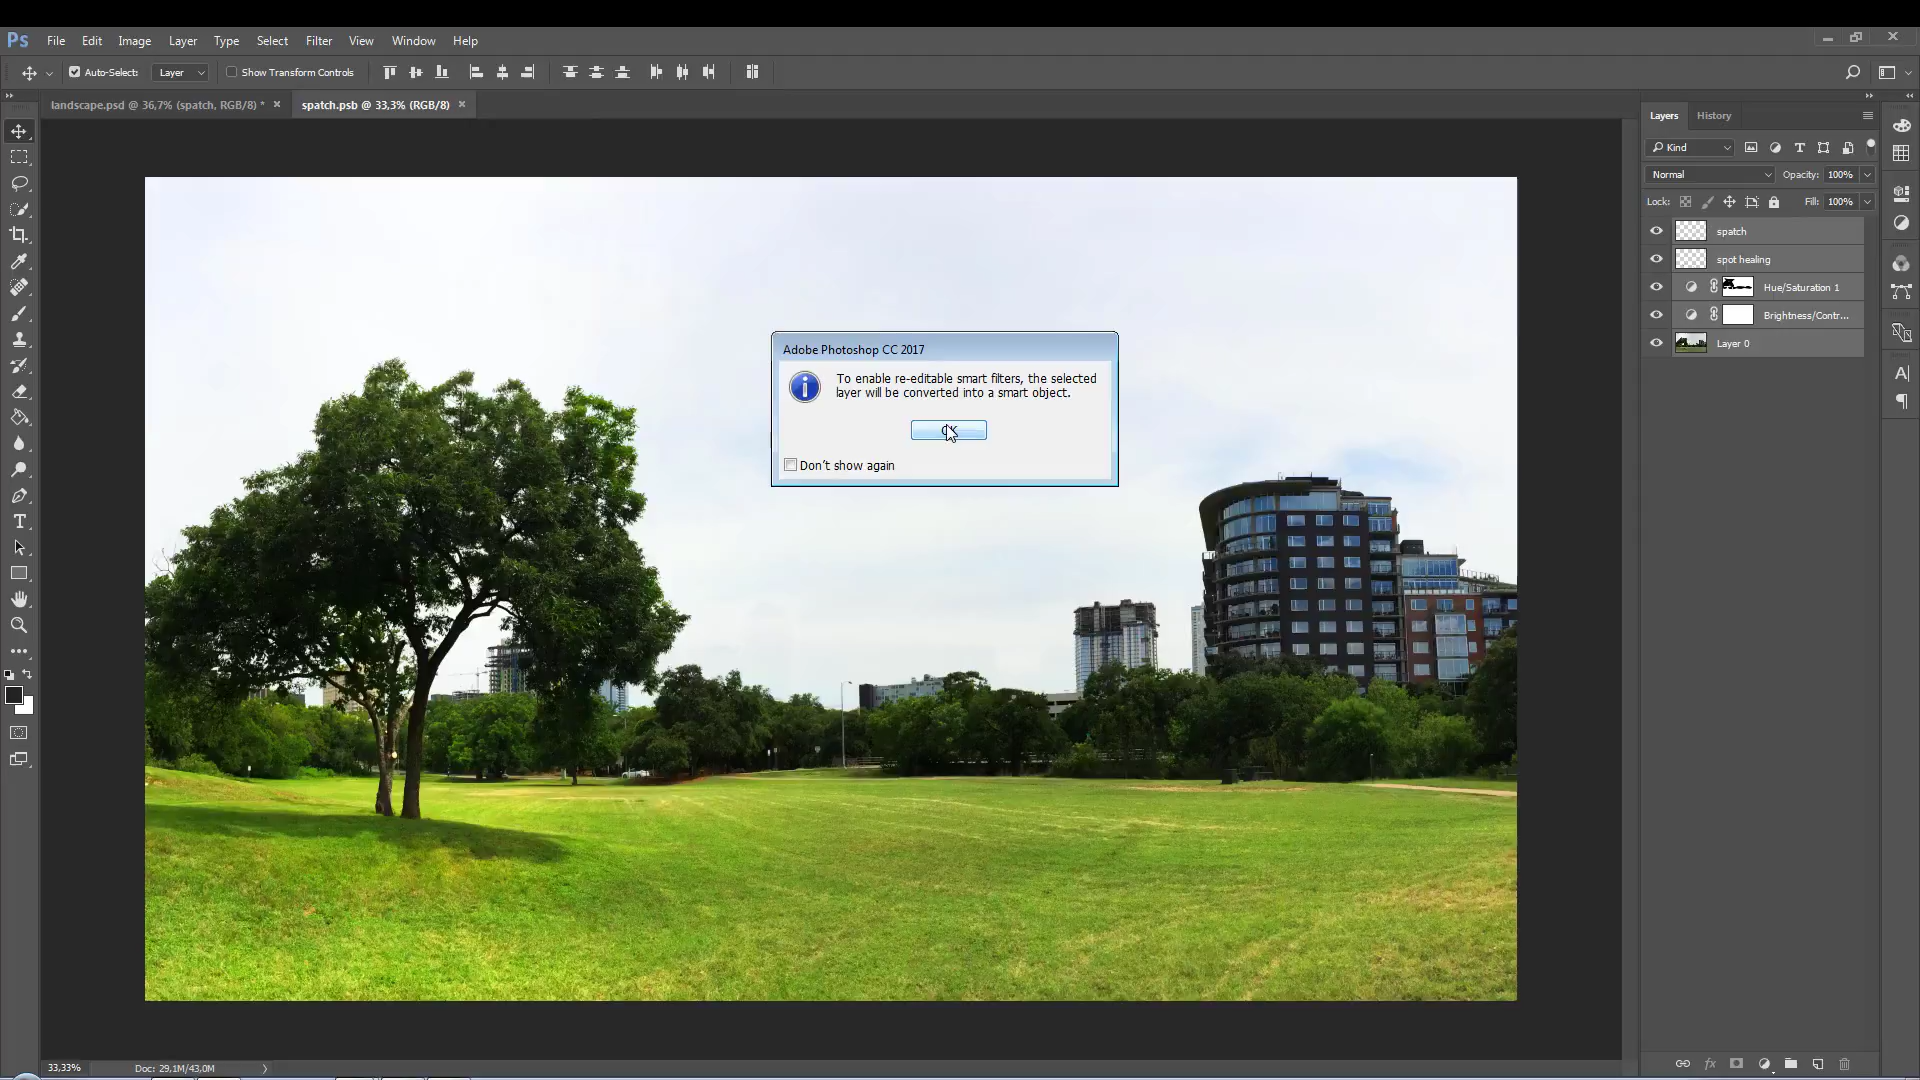 Ps File Edit Image Layer Type Select Filter View Window Help
Auto-Select: Layer Show Transform Controls
landscape.psd @ 36,7% (spatch, RGB/8) *
spatch.psb @ 33,3% (RGB/8)
Layers History
Kind
Normal Opacity: 100%
Lock: Fill: 100%
spatch
spot healing
Hue/Saturation 1
Brightness/Contr...
Layer 0
Adobe Photoshop CC 2017
To enable re-editable smart filters, the selected
layer will be converted into a smart object.
OK
Don't show again
33,33% Doc: 29,1M/43,0M